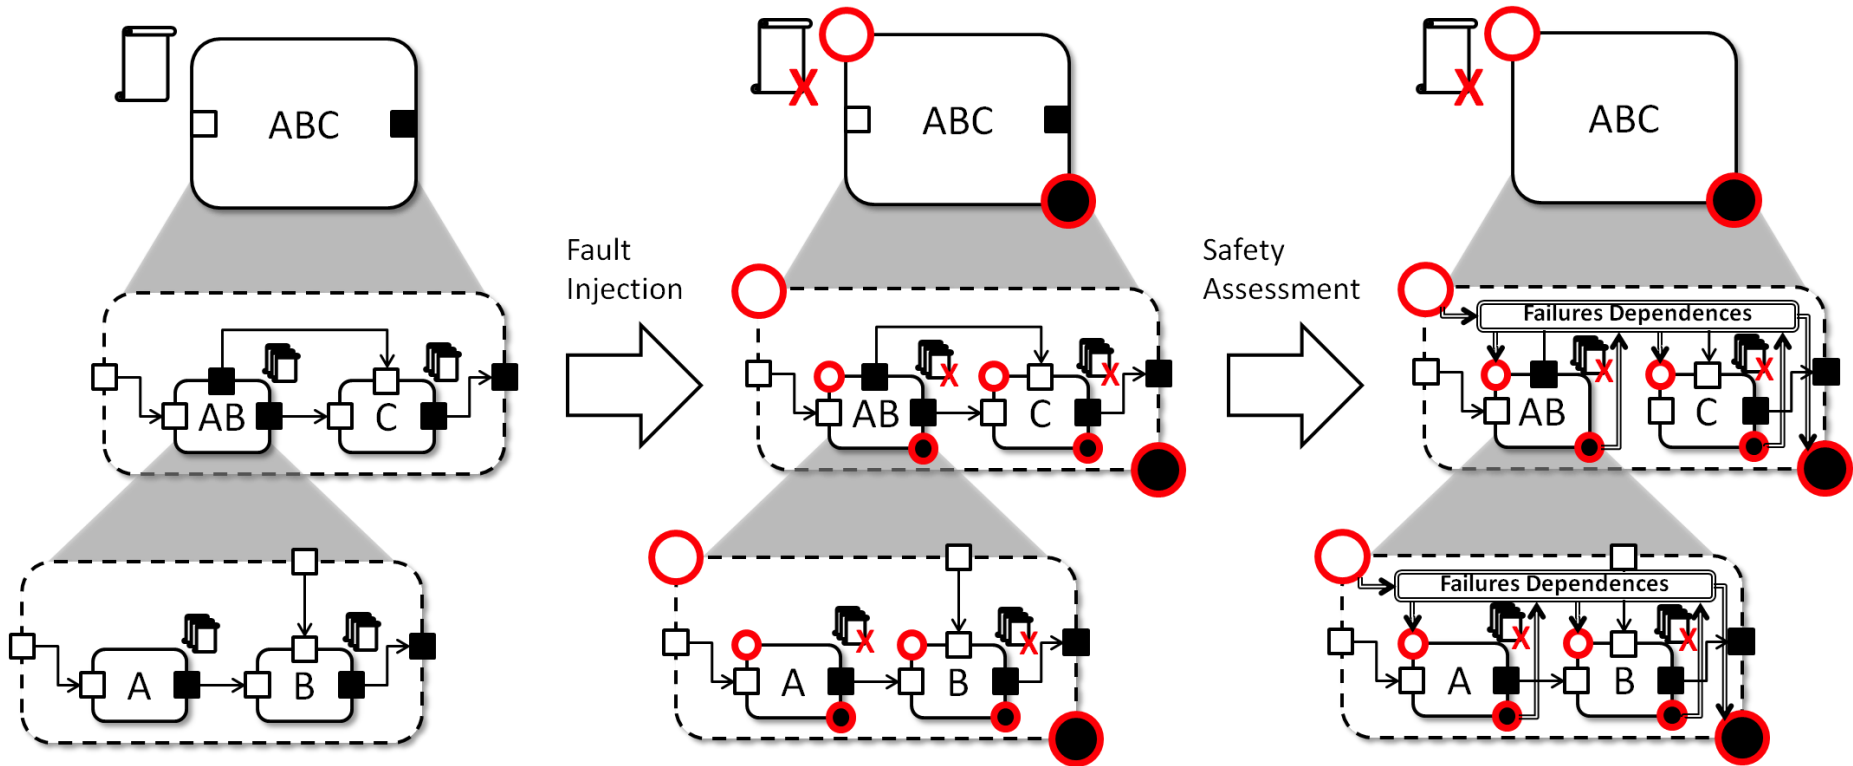 ABC
AB
C
A
B
Fault
Injection
X
ABC
X
X
AB
C
X
X
A
B
Safety
Assessment
X
ABC
Failures Dependences
X
X
AB
C
Failures Dependences
X
X
A
B